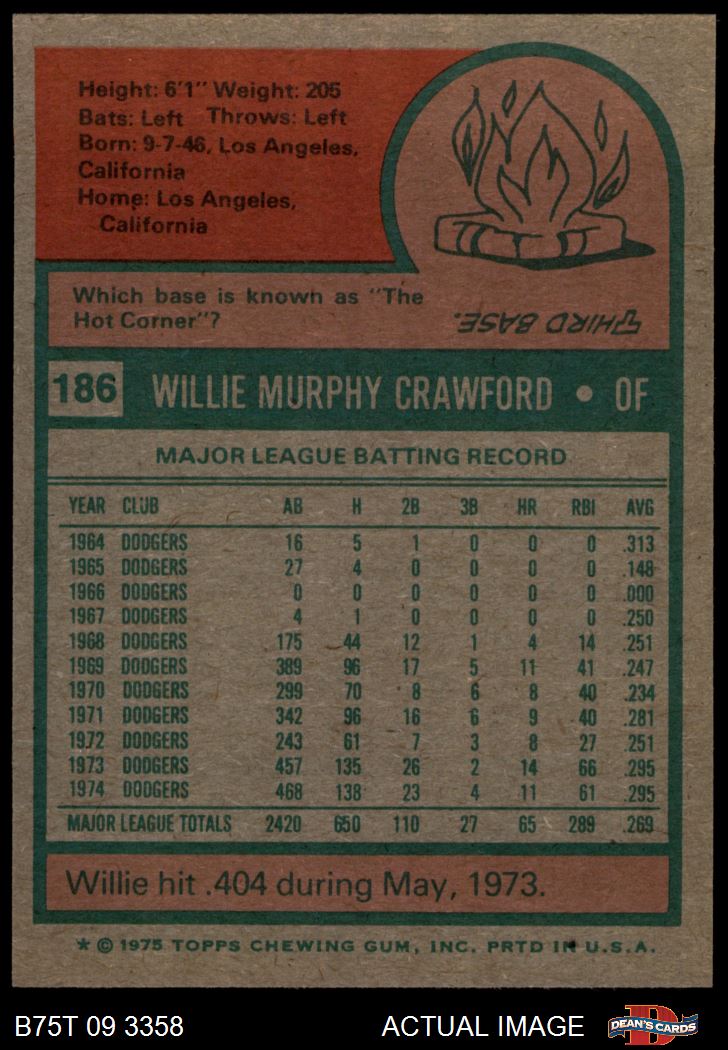 Height: 6'1" Weight: 205
Bats: Left Throws: Left
Born: 9-7-46, Los Angeles,
California
Home: Los Angeles,
California
Which base is known as "The
Hot Corner"?
THIRD BASE.
186 WILLIE MURPHY CRAWFORD • OF
MAJOR LEAGUE BATTING RECORD
YEAR CLUB AB H 2B 3B HR RBI AVG
1964 DODGERS 16 5 1 0 0 0 .313
1965 DODGERS 27 4 0 0 0 0 .148
1966 DODGERS 0 0 0 0 0 0 .000
1967 DODGERS 4 1 0 0 0 0 .250
1968 DODGERS 175 44 12 1 4 14 .251
1969 DODGERS 389 96 17 5 11 41 .247
1970 DODGERS 299 70 8 6 8 40 .234
1971 DODGERS 342 96 16 6 9 40 .281
1972 DODGERS 243 61 7 3 8 27 .251
1973 DODGERS 457 135 26 2 14 66 .295
1974 DODGERS 468 138 23 4 11 61 .295
MAJOR LEAGUE TOTALS 2420 650 110 27 65 289 .269
Willie hit .404 during May, 1973.
* © 1975 TOPPS CHEWING GUM, INC. PRTD IN U.S.A.
B75T 09 3358 ACTUAL IMAGE
D
DEAN'S CARDS